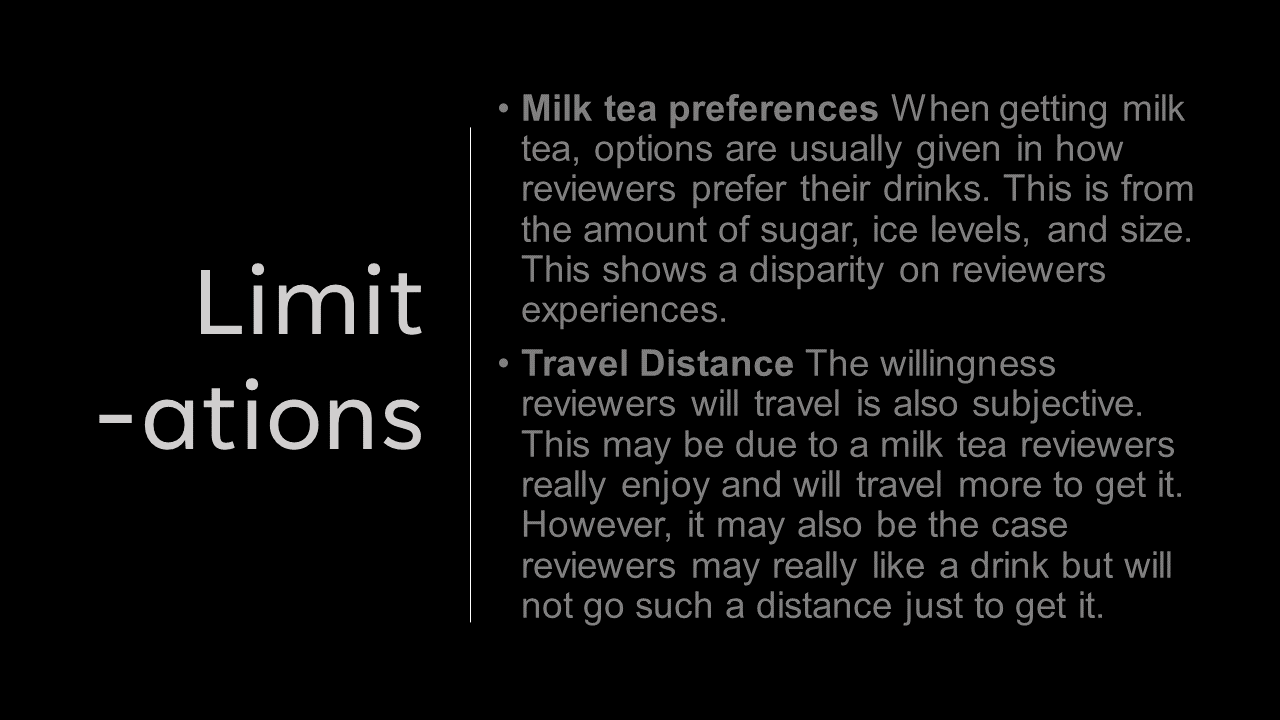 Limit
-ations
• Milk tea preferences When getting milk
tea, options are usually given in how
reviewers prefer their drinks. This is from
the amount of sugar, ice levels, and size.
This shows a disparity on reviewers
experiences.
• Travel Distance The willingness
reviewers will travel is also subjective.
This may be due to a milk tea reviewers
really enjoy and will travel more to get it.
However, it may also be the case
reviewers may really like a drink but will
not go such a distance just to get it.